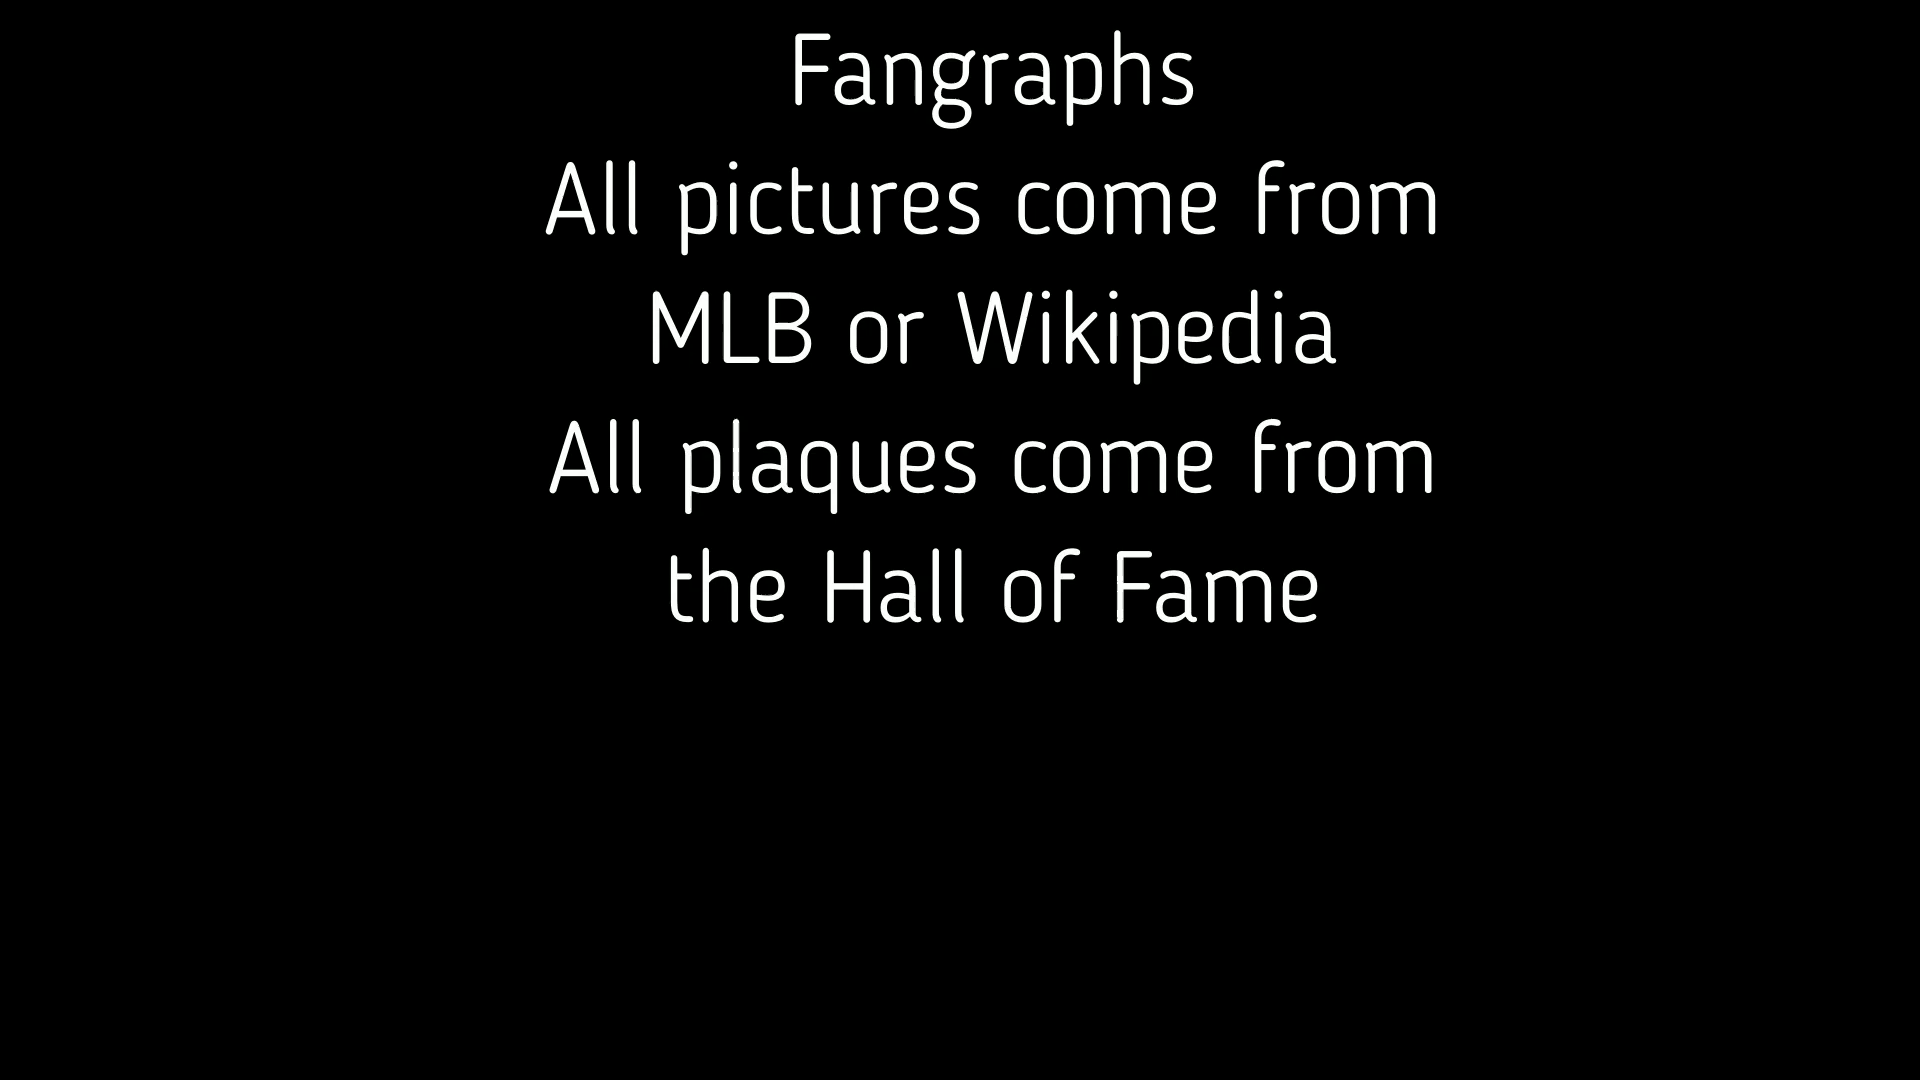 Fangraphs
All pictures come from
MLB or Wikipedia
All plaques come from
the Hall of Fame